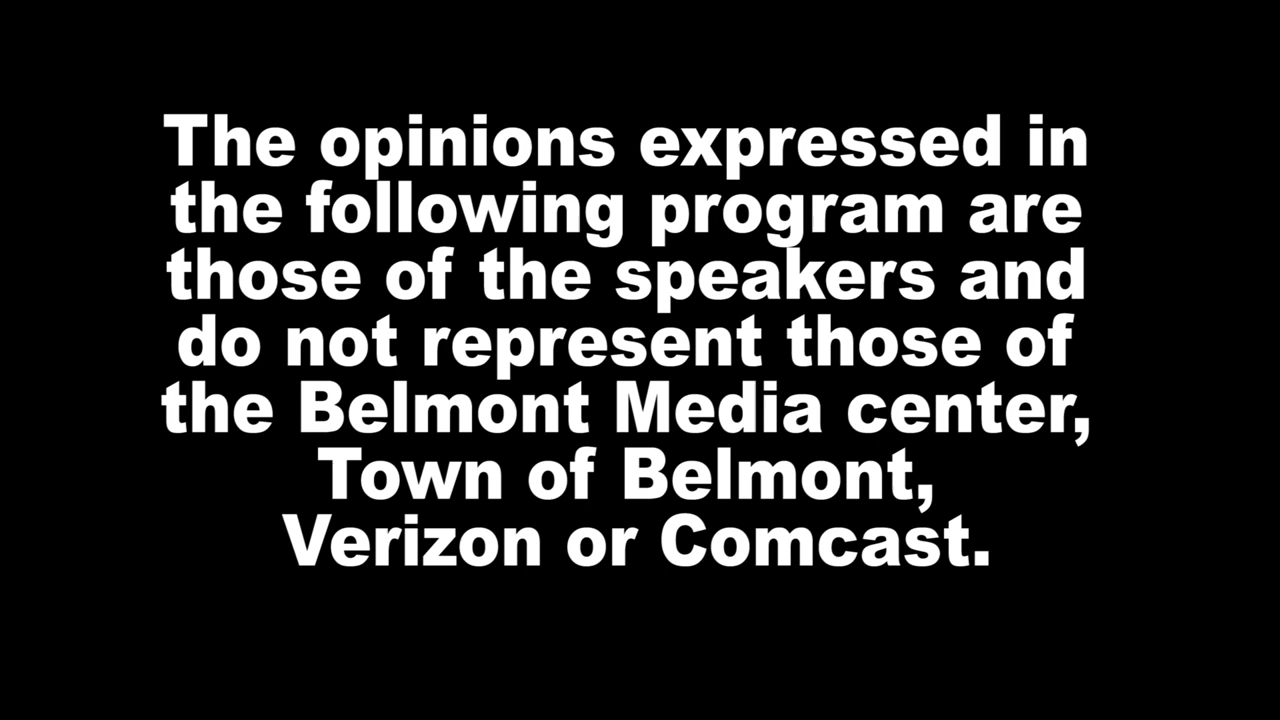 The opinions expressed in
the following program are
those of the speakers and
do not represent those of
the Belmont Media center,
Town of Belmont,
Verizon or Comcast.